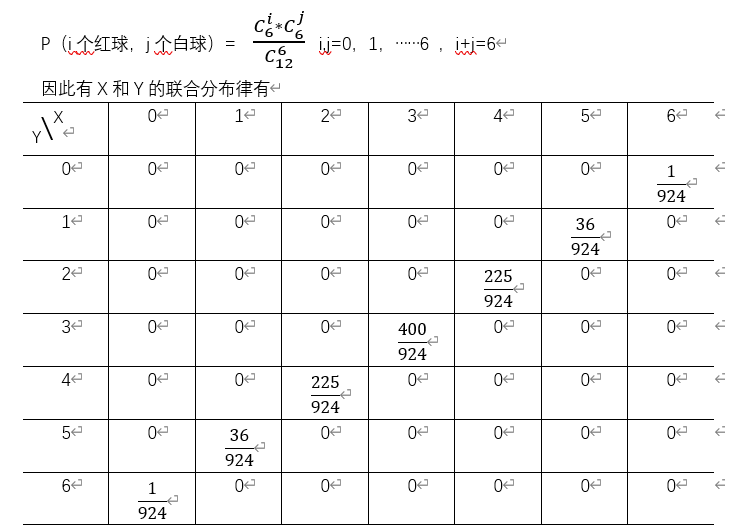 P（i个红球，j个白球）= \frac{C_6^i*C_6^j}{C_{12}^6} i,j=0，1，……6 ，i+j=6↵
因此有 X 和 Y 的联合分布律有↵
Y\X↵ 0↵ 1↵ 2↵ 3↵ 4↵ 5↵ 6↵ ↵
0↵ 0↵ 0↵ 0↵ 0↵ 0↵ 0↵ \frac{1}{924}↵ ↵
1↵ 0↵ 0↵ 0↵ 0↵ 0↵ \frac{36}{924}↵ 0↵ ↵
2↵ 0↵ 0↵ 0↵ 0↵ \frac{225}{924}↵ 0↵ 0↵ ↵
3↵ 0↵ 0↵ 0↵ \frac{400}{924}↵ 0↵ 0↵ 0↵ ↵
4↵ 0↵ 0↵ \frac{225}{924}↵ 0↵ 0↵ 0↵ 0↵ ↵
5↵ 0↵ \frac{36}{924}↵ 0↵ 0↵ 0↵ 0↵ 0↵ ↵
6↵ \frac{1}{924}↵ 0↵ 0↵ 0↵ 0↵ 0↵ 0↵ ↵